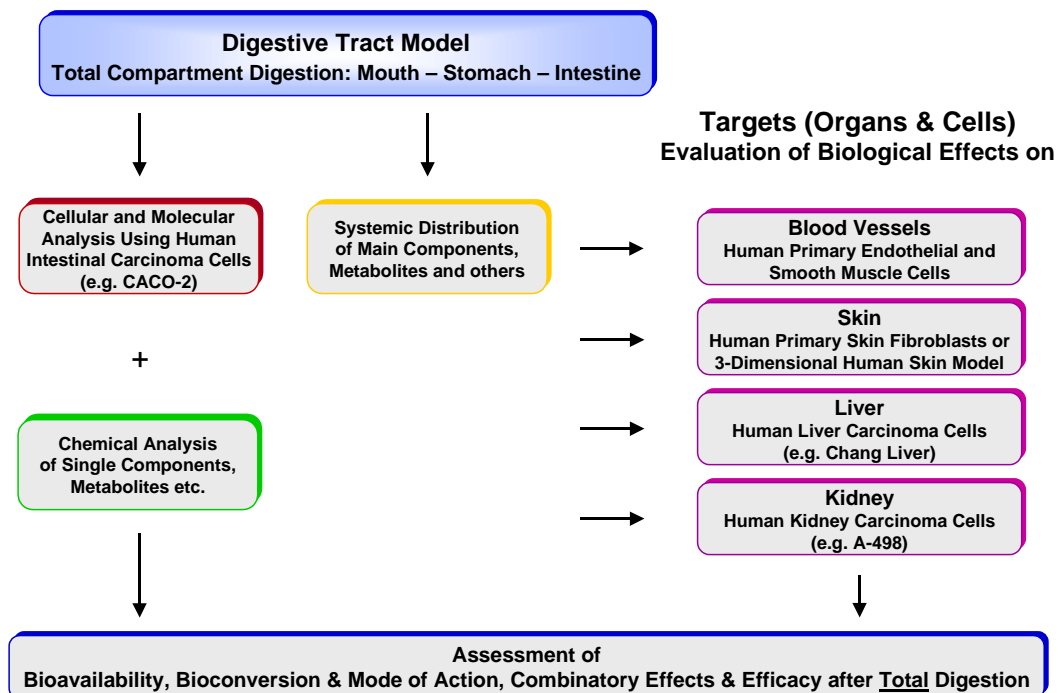 Digestive Tract Model
Total Compartment Digestion: Mouth – Stomach – Intestine
Targets (Organs & Cells)
Evaluation of Biological Effects on
Cellular and Molecular
Analysis Using Human
Intestinal Carcinoma Cells
(e.g. CACO-2)
Systemic Distribution
of Main Components,
Metabolites and others
Blood Vessels
Human Primary Endothelial and
Smooth Muscle Cells
Skin
Human Primary Skin Fibroblasts or
3-Dimensional Human Skin Model
+
Chemical Analysis
of Single Components,
Metabolites etc.
Liver
Human Liver Carcinoma Cells
(e.g. Chang Liver)
Kidney
Human Kidney Carcinoma Cells
(e.g. A-498)
Assessment of
Bioavailability, Bioconversion & Mode of Action, Combinatory Effects & Efficacy after Total Digestion